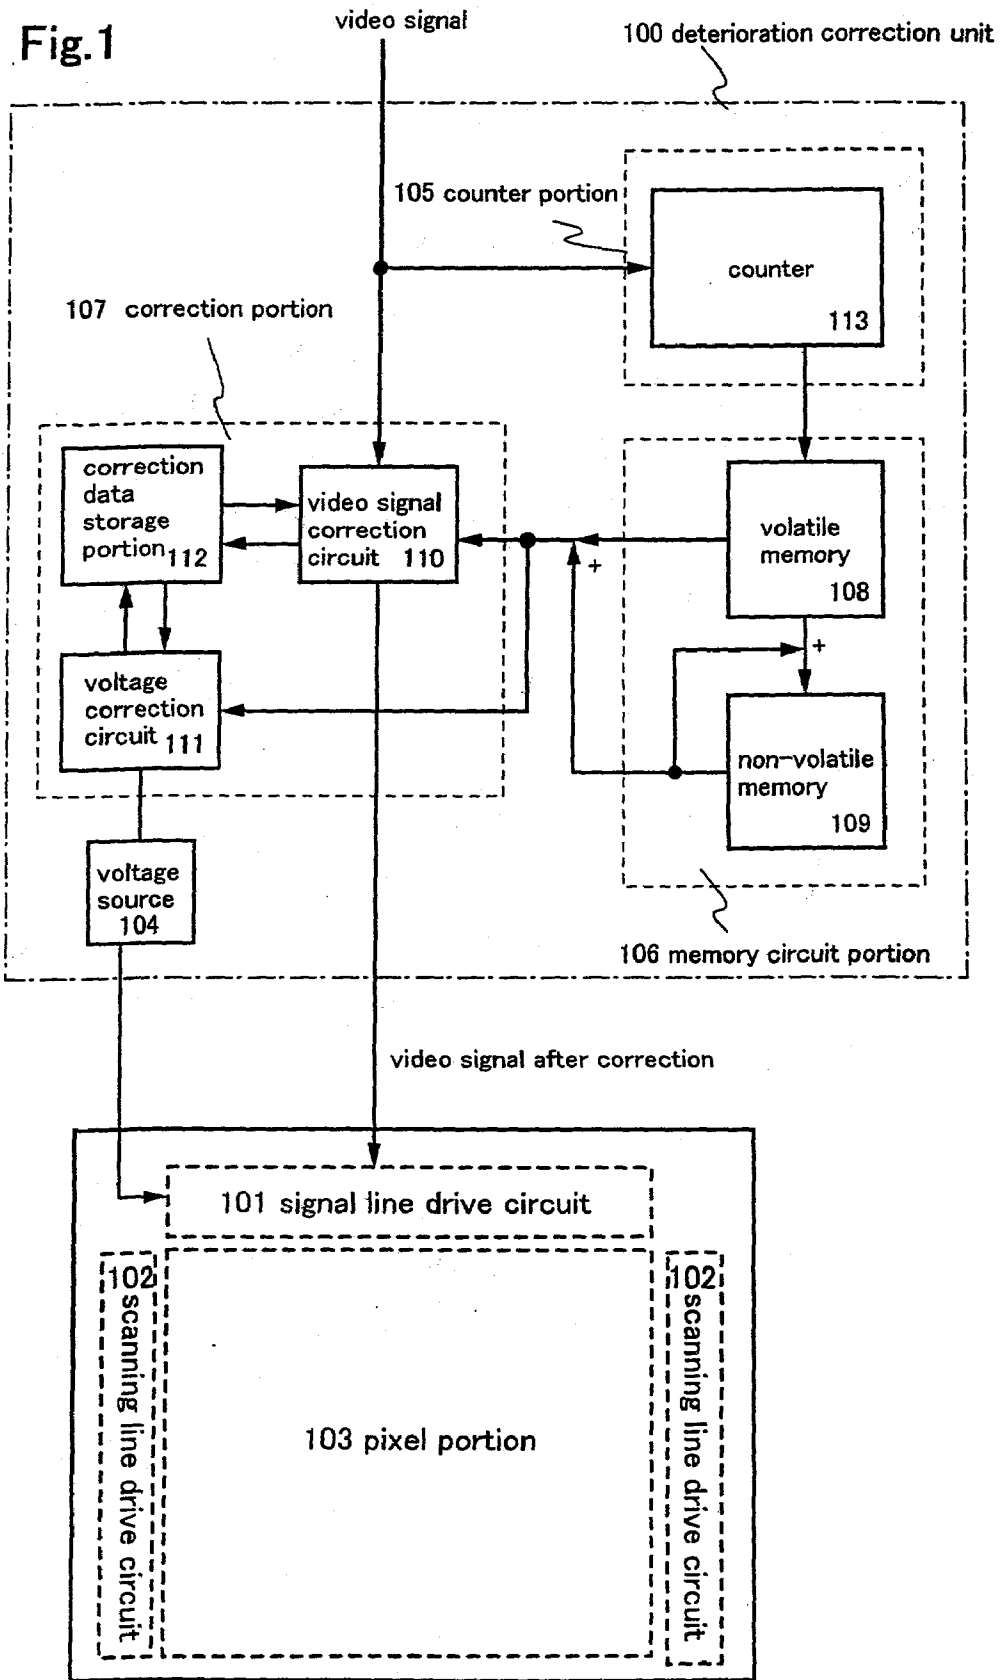 Fig.1
video signal
100 deterioration correction unit
105 counter portion
counter
113
107 correction portion
correction
data
storage
portion 112
video signal
correction
circuit 110
+
volatile
memory
108
+
voltage
correction
circuit 111
non-volatile
memory
109
voltage
source
104
106 memory circuit portion
video signal after correction
101 signal line drive circuit
102 scanning line drive circuit
103 pixel portion
102 scanning line drive circuit